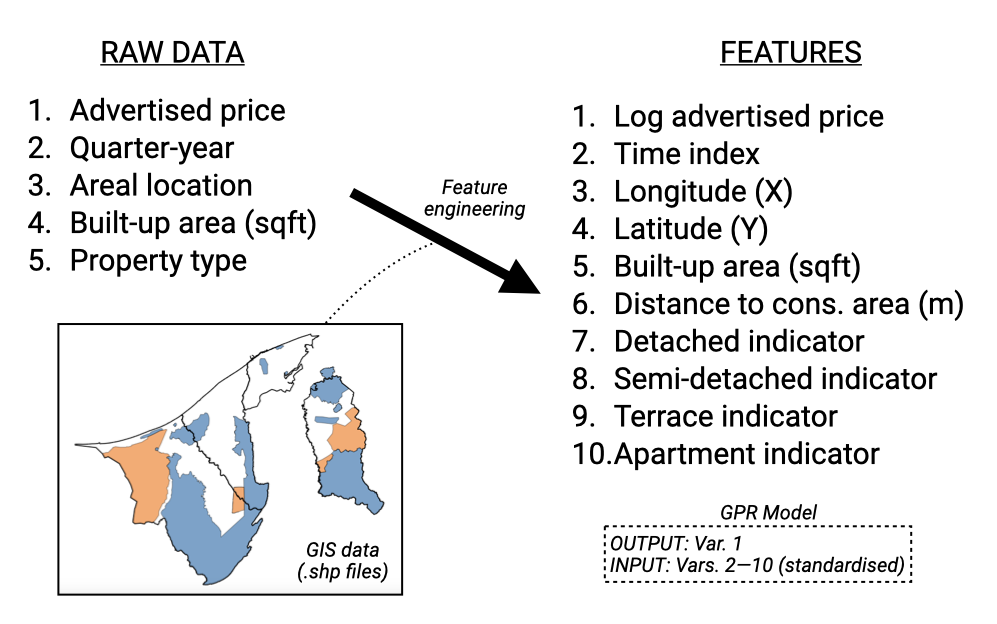 RAW DATA
1. Advertised price
2. Quarter-year
3. Areal location
4. Built-up area (sqft)
5. Property type
Feature
engineering
GIS data
(.shp files)
FEATURES
1. Log advertised price
2. Time index
3. Longitude (X)
4. Latitude (Y)
5. Built-up area (sqft)
6. Distance to cons. area (m)
7. Detached indicator
8. Semi-detached indicator
9. Terrace indicator
10.Apartment indicator
GPR Model
OUTPUT: Var. 1
INPUT: Vars. 2—10 (standardised)